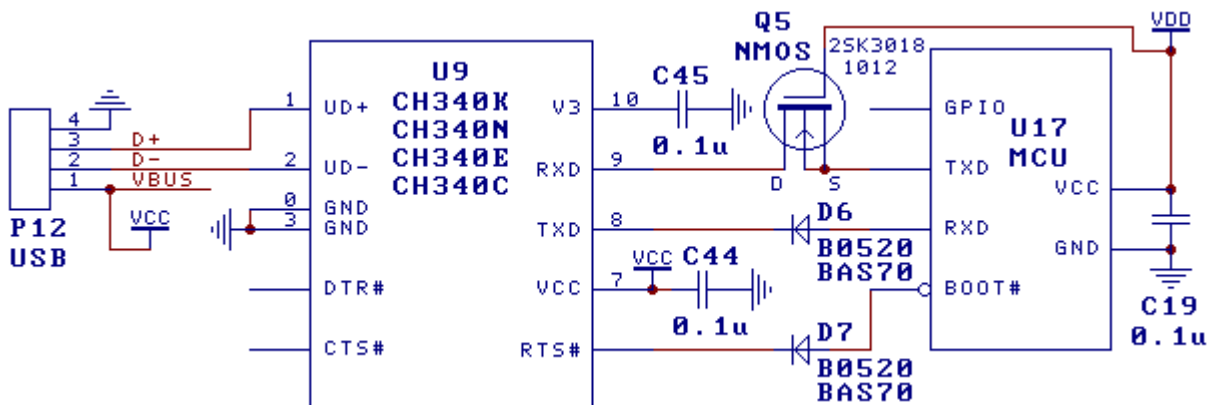 Q5
NMOS
2SK3018
1012
VDD
U9
CH340K
CH340N
CH340E
CH340C
C45
0.1u
U17
MCU
4
3
2
1
D+
D-
VBUS
VCC
P12
USB
1
2
0
3
UD+
UD-
GND
GND
DTR#
CTS#
V3
RXD
TXD
VCC
RTS#
10
9
8
7
D
S
VCC
C44
0.1u
D6
B0520
BAS70
D7
B0520
BAS70
GPIO
TXD
RXD
BOOT#
VCC
GND
C19
0.1u